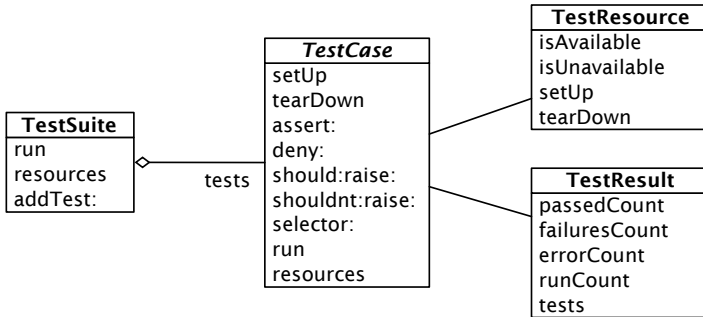 TestSuite
run
resources
addTest:
tests
TestCase
setUp
tearDown
assert:
deny:
should:raise:
shouldnt:raise:
selector:
run
resources
TestResource
isAvailable
isUnavailable
setUp
tearDown
TestResult
passedCount
failuresCount
errorCount
runCount
tests